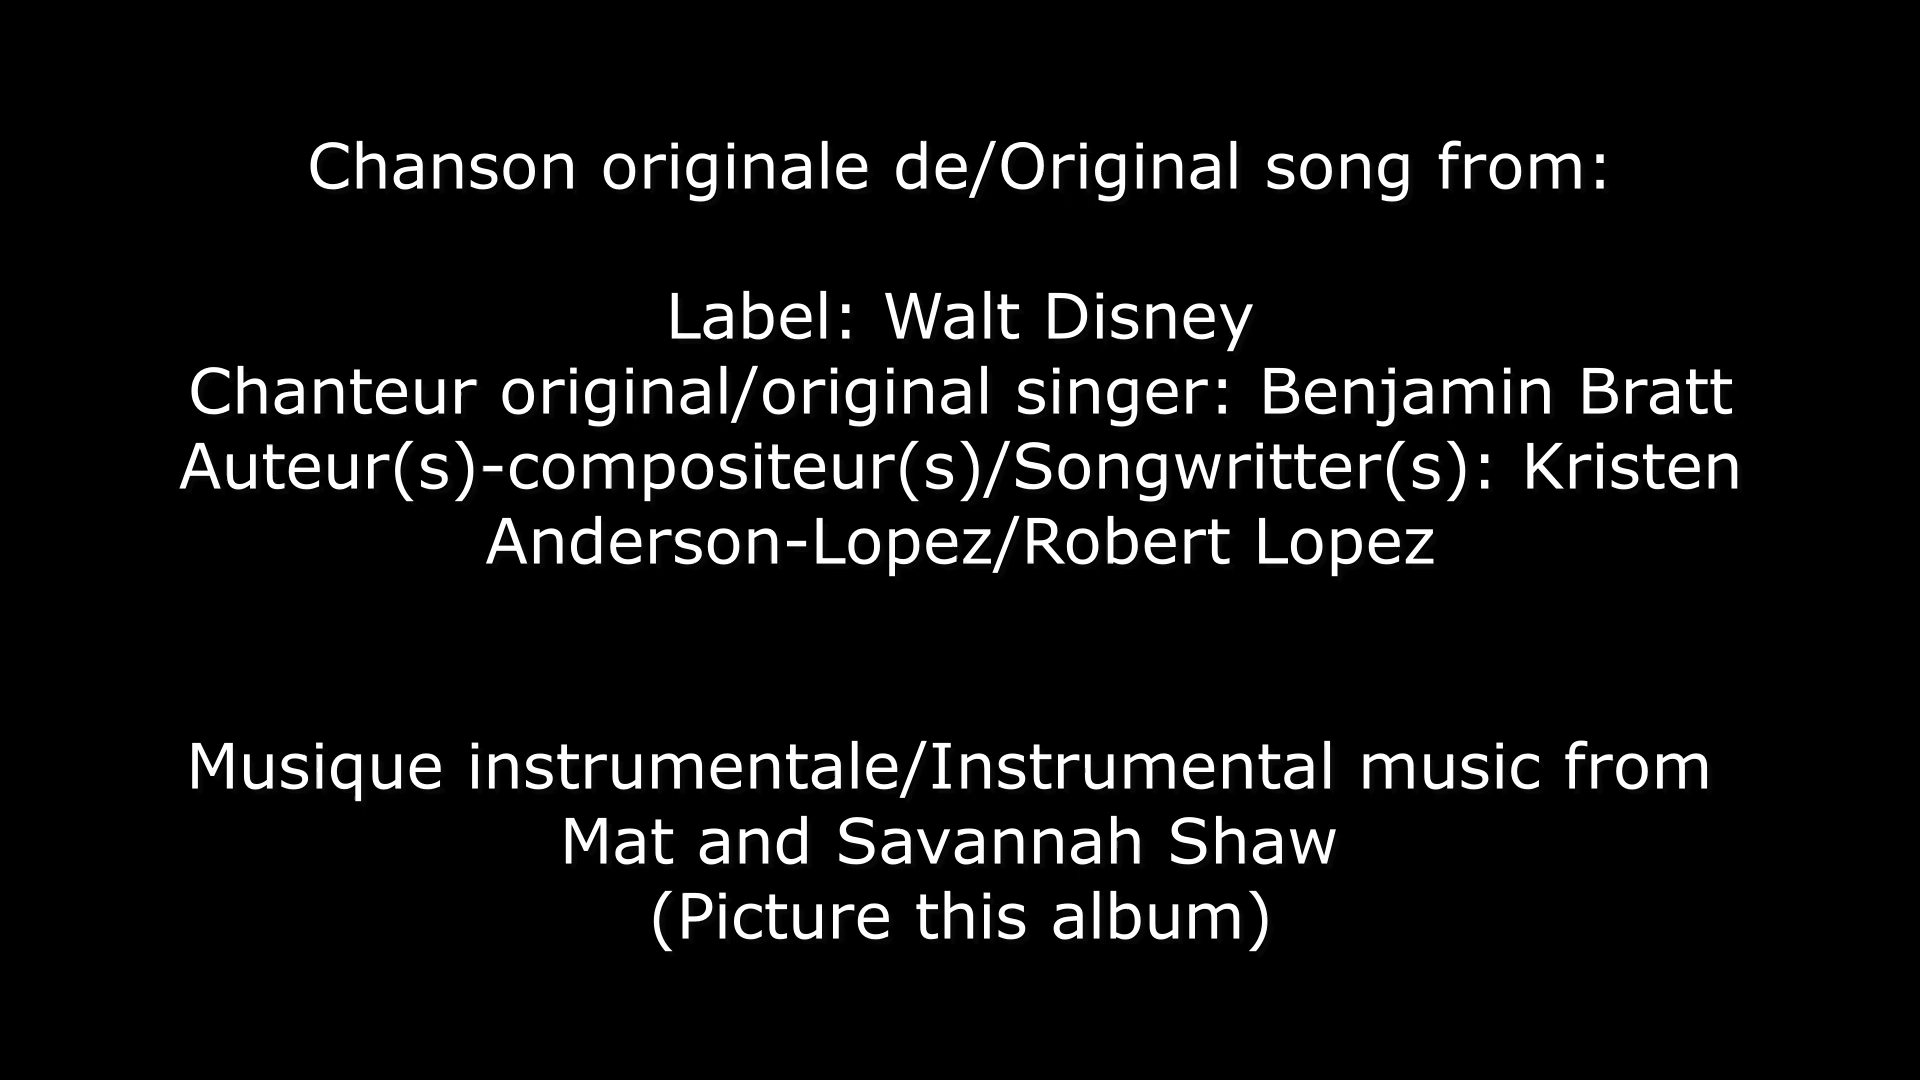 Chanson originale de/Original song from:
Label: Walt Disney
Chanteur original/original singer: Benjamin Bratt
Auteur(s)-compositeur(s)/Songwritter(s): Kristen
Anderson-Lopez/Robert Lopez
Musique instrumentale/Instrumental music from
Mat and Savannah Shaw
(Picture this album)